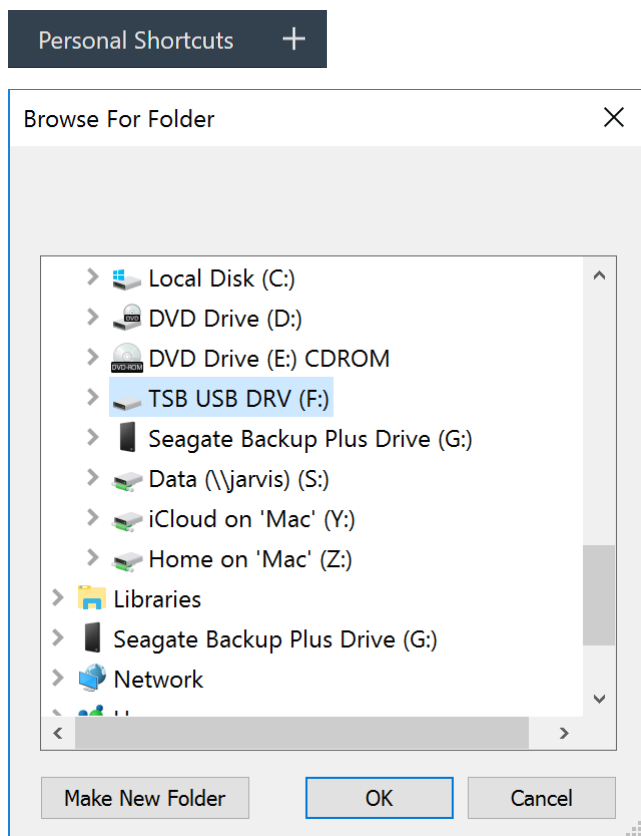 Personal Shortcuts +
Browse For Folder
Local Disk (C:)
DVD Drive (D:)
DVD Drive (E:) CDROM
TSB USB DRV (F:)
Seagate Backup Plus Drive (G:)
Data (\\jarvis) (S:)
iCloud on 'Mac' (Y:)
Home on 'Mac' (Z:)
Libraries
Seagate Backup Plus Drive (G:)
Network
Make New Folder
OK
Cancel